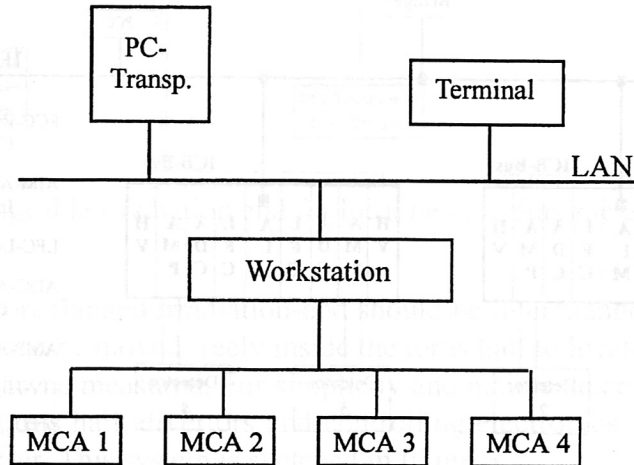 PC-
Transp.
Terminal
LAN
Workstation
MCA 1
MCA 2
MCA 3
MCA 4